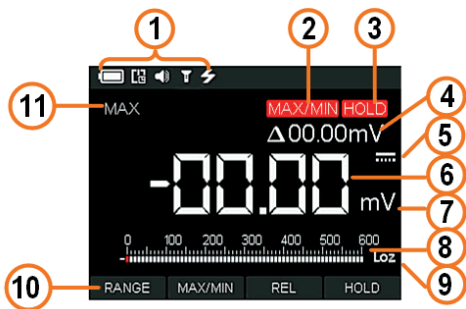 1
2
3
MAX/MIN HOLD
4
11
MAX
Δ00.00mV
5
-00.00
6
mV
7
0 100 200 300 400 500 600
8
Loz
9
10
RANGE MAX/MIN REL HOLD